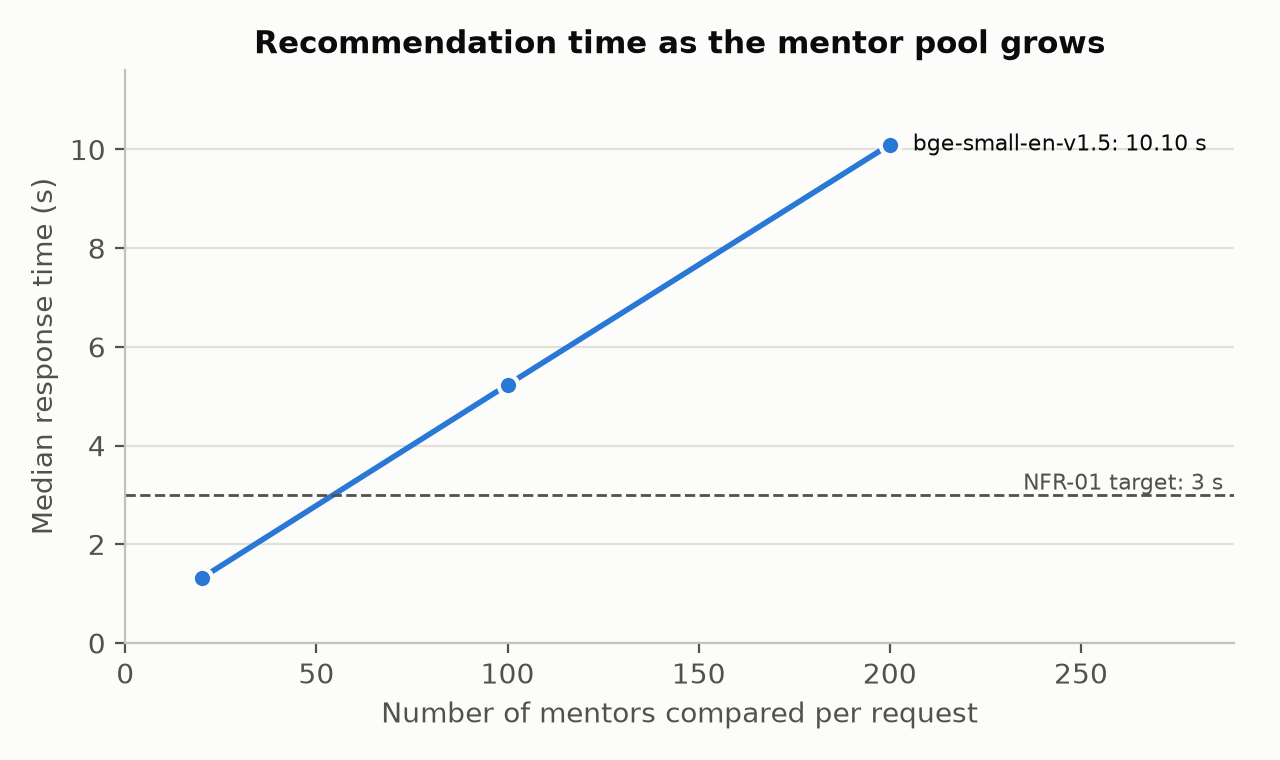 Recommendation time as the mentor pool grows
Median response time (s)
10
8
6
4
2
0
bge-small-en-v1.5: 10.10 s
NFR-01 target: 3 s
0 50 100 150 200 250
Number of mentors compared per request